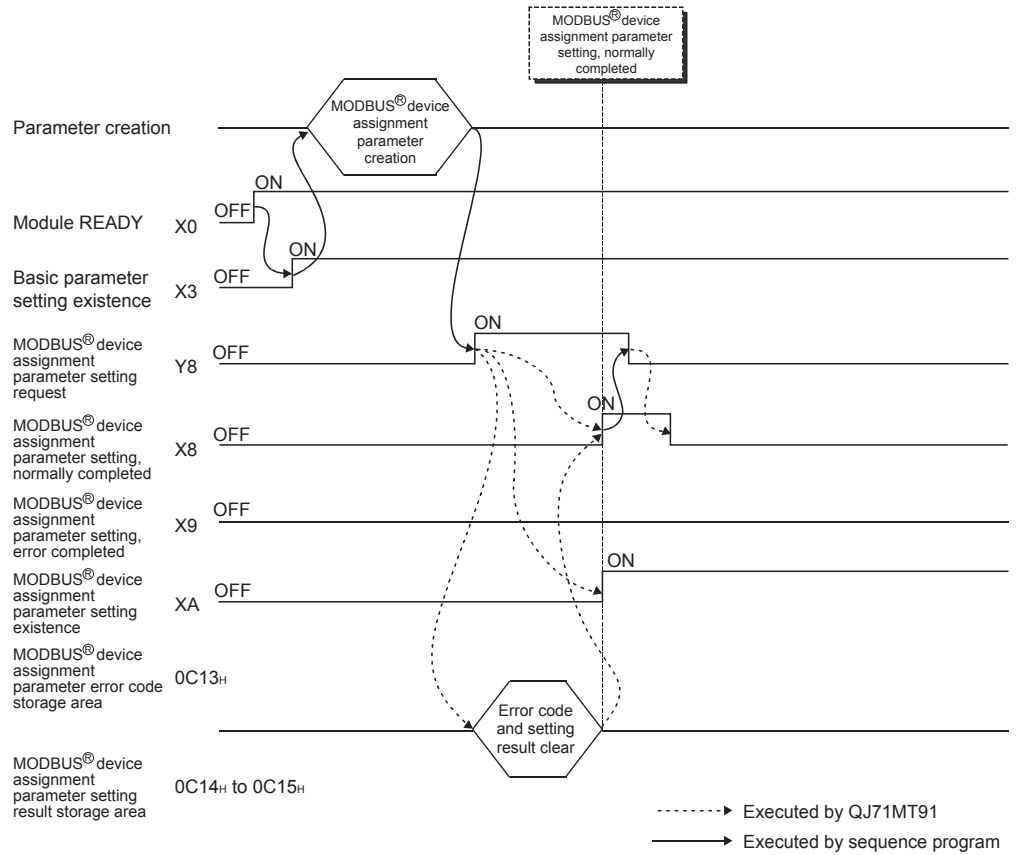 MODBUS® device
assignment parameter
setting, normally
completed
Parameter creation
MODBUS® device
assignment
parameter
creation
Module READY X0 OFF ON
Basic parameter
setting existence X3 OFF ON
MODBUS® device
assignment
parameter setting
request
Y8 OFF ON
MODBUS® device
assignment
parameter setting,
normally completed
X8 OFF ON
MODBUS® device
assignment
parameter setting,
error completed
X9 OFF
MODBUS® device
assignment
parameter setting
existence
XA OFF ON
MODBUS® device
assignment
parameter error code
storage area
0C13H
Error code
and setting
result clear
MODBUS® device
assignment
parameter setting
result storage area
0C14H to 0C15H
Executed by QJ71MT91
Executed by sequence program